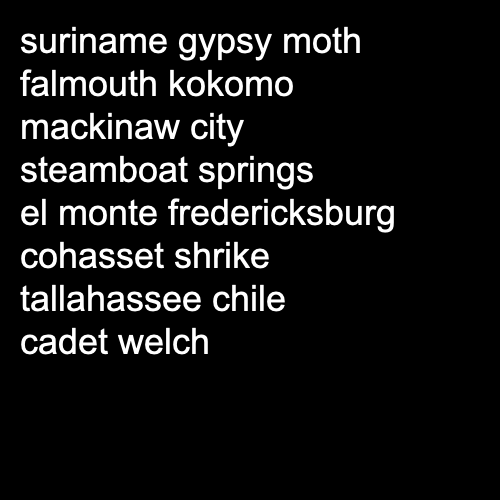 suriname gypsy moth
falmouth kokomo
mackinaw city
steamboat springs
el monte fredericksburg
cohasset shrike
tallahassee chile
cadet welch